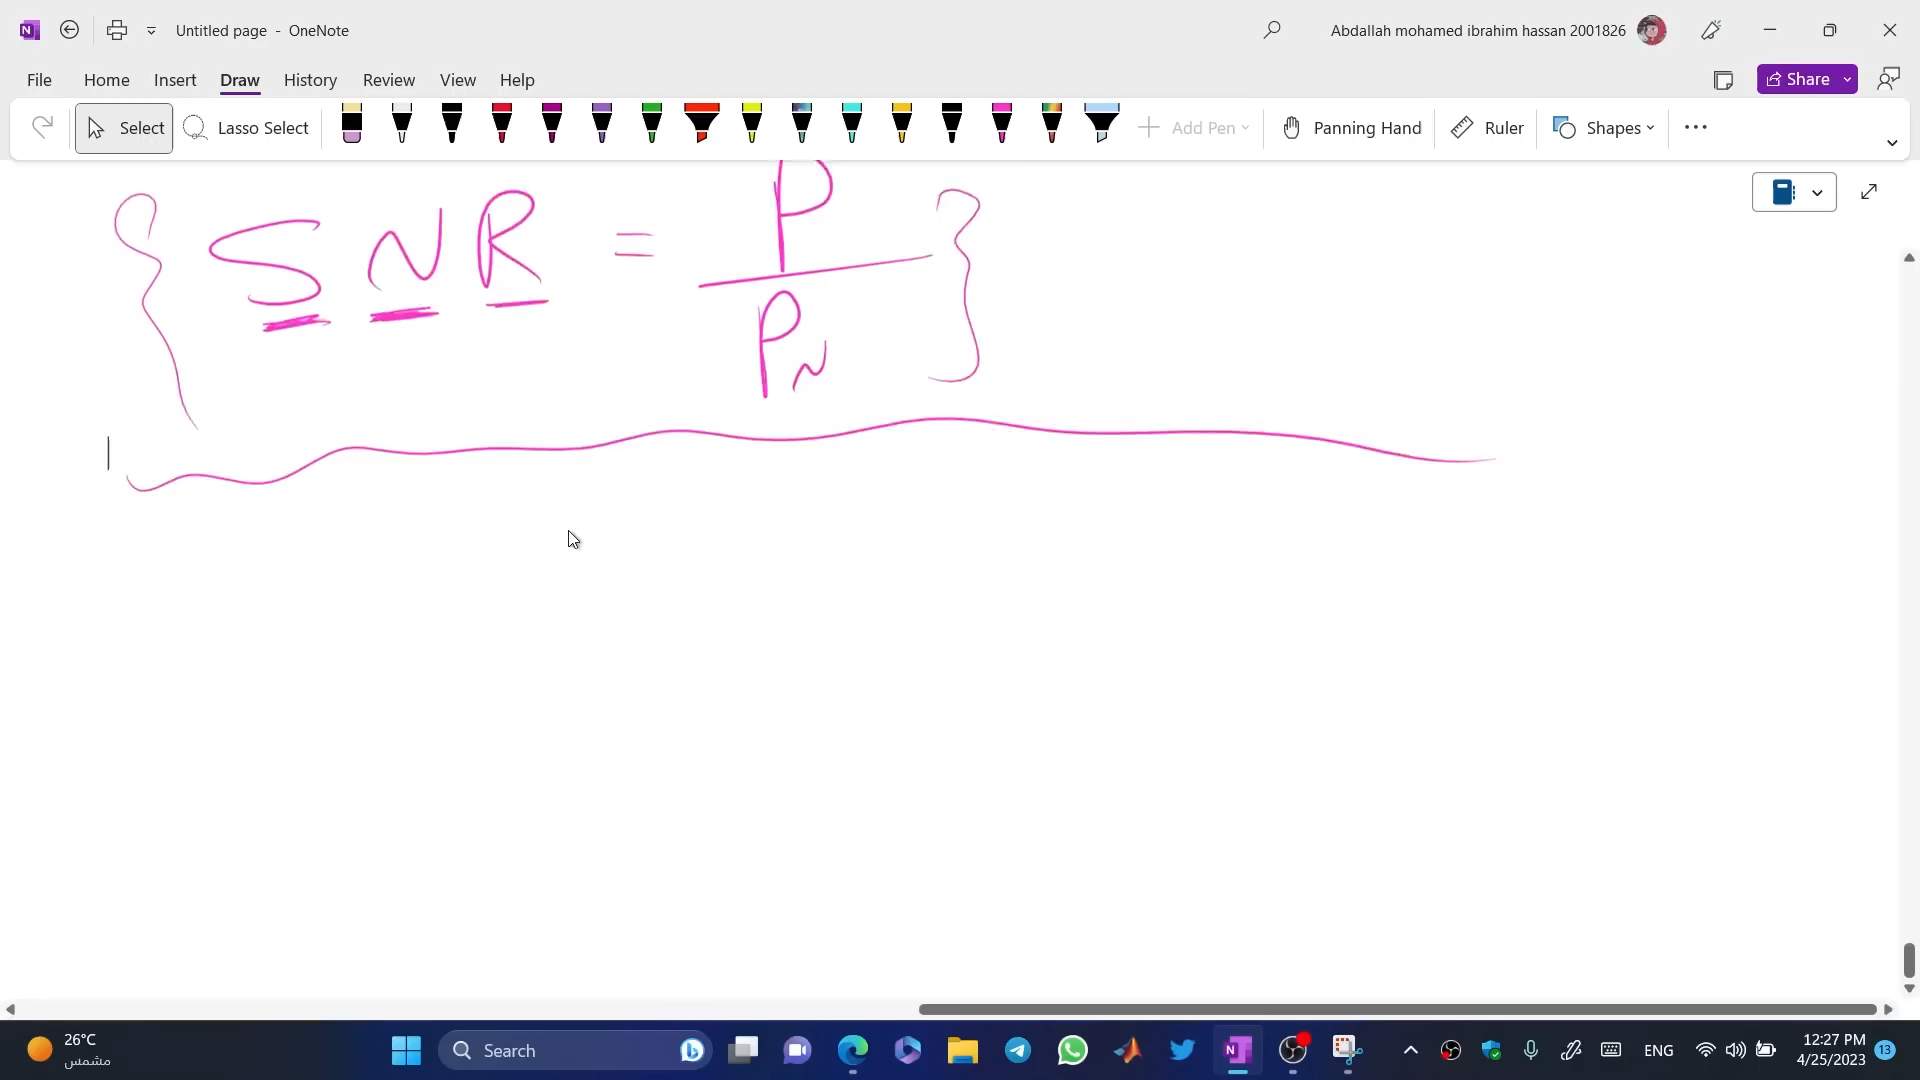 Untitled page - OneNote
Abdallah mohamed ibrahim hassan 2001826
File Home Insert Draw History Review View Help
Share
Select Lasso Select Add Pen Panning Hand Ruler Shapes
{ SNR = P / P_N }
26°C
مشمس
Search
ENG
12:27 PM
4/25/2023
13